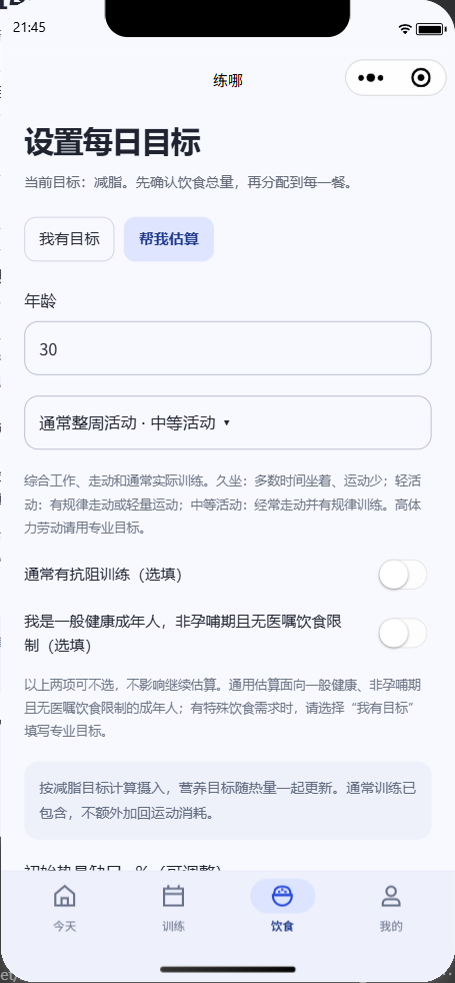 21:45
练哪
设置每日目标
当前目标：减脂。先确认饮食总量，再分配到每一餐。
我有目标
帮我估算
年龄
30
通常整周活动 · 中等活动 ▾
综合工作、走动和通常实际训练。久坐：多数时间坐着、运动少；轻活
动：有规律走动或轻量运动；中等活动：经常走动并有规律训练。高体
力劳动请用专业目标。
通常有抗阻训练（选填）
我是一般健康成年人，非孕哺期且无医嘱饮食限
制（选填）
以上两项可不选，不影响继续估算。通用估算面向一般健康、非孕哺期
且无医嘱饮食限制的成年人；有特殊饮食需求时，请选择“我有目标”
填写专业目标。
按减脂目标计算摄入，营养目标随热量一起更新。通常训练已
包含，不额外加回运动消耗。
初始热量缺口 %（可调整）
今天
训练
饮食
我的